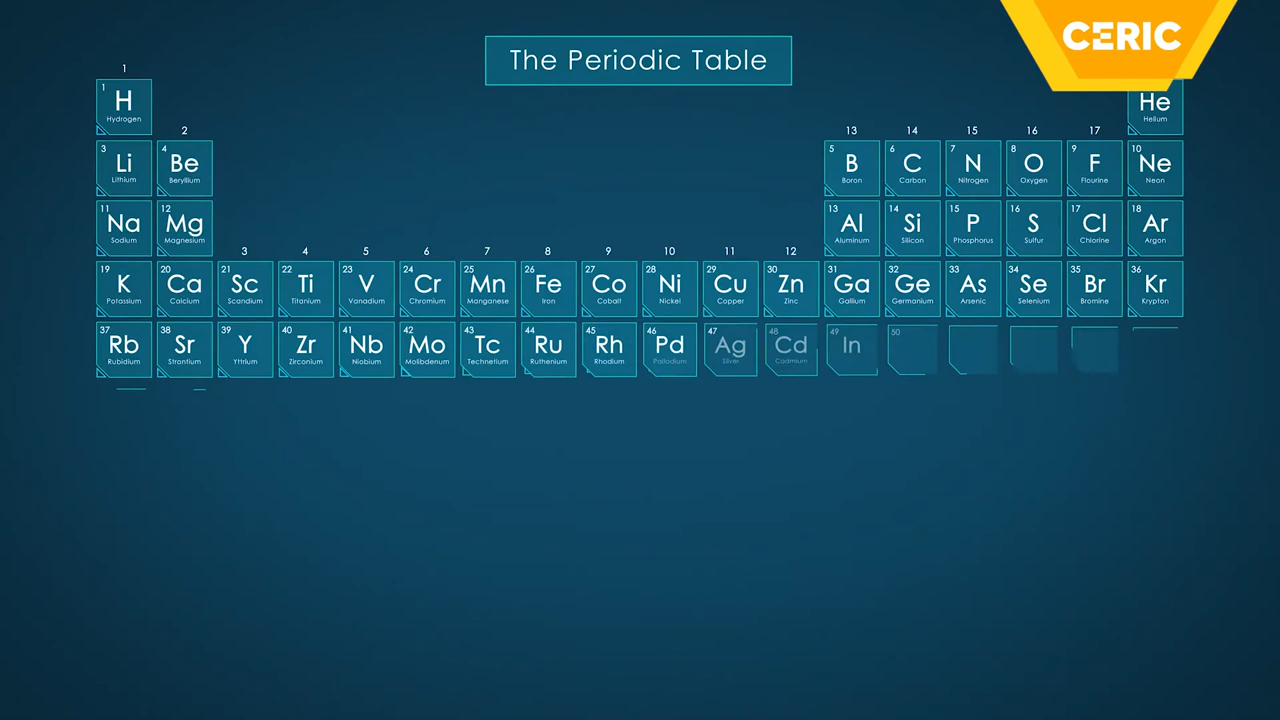 The Periodic Table
CERIC
1
1
H
Hydrogen
He
Helium
2
13 14 15 16 17
3 4 5 6 7 8 9 10
Li Be B C N O F Ne
Lithium Beryllium Boron Carbon Nitrogen Oxygen Flourine Neon
11 12 13 14 15 16 17 18
Na Mg Al Si P S Cl Ar
Sodium Magnesium Aluminum Silicon Phosphorus Sulfur Chlorine Argon
3 4 5 6 7 8 9 10 11 12
19 20 21 22 23 24 25 26 27 28 29 30 31 32 33 34 35 36
K Ca Sc Ti V Cr Mn Fe Co Ni Cu Zn Ga Ge As Se Br Kr
Potassium Calcium Scandium Titanium Vanadium Chromium Manganese Iron Cobalt Nickel Copper Zinc Gallium Germanium Arsenic Selenium Bromine Krypton
37 38 39 40 41 42 43 44 45 46 47 48 49 50
Rb Sr Y Zr Nb Mo Tc Ru Rh Pd Ag Cd In
Rubidium Strantium Yttrium Zirconium Niobium Molibdenum Technetium Ruthenium Rhodium Palladium Silver Cadmium